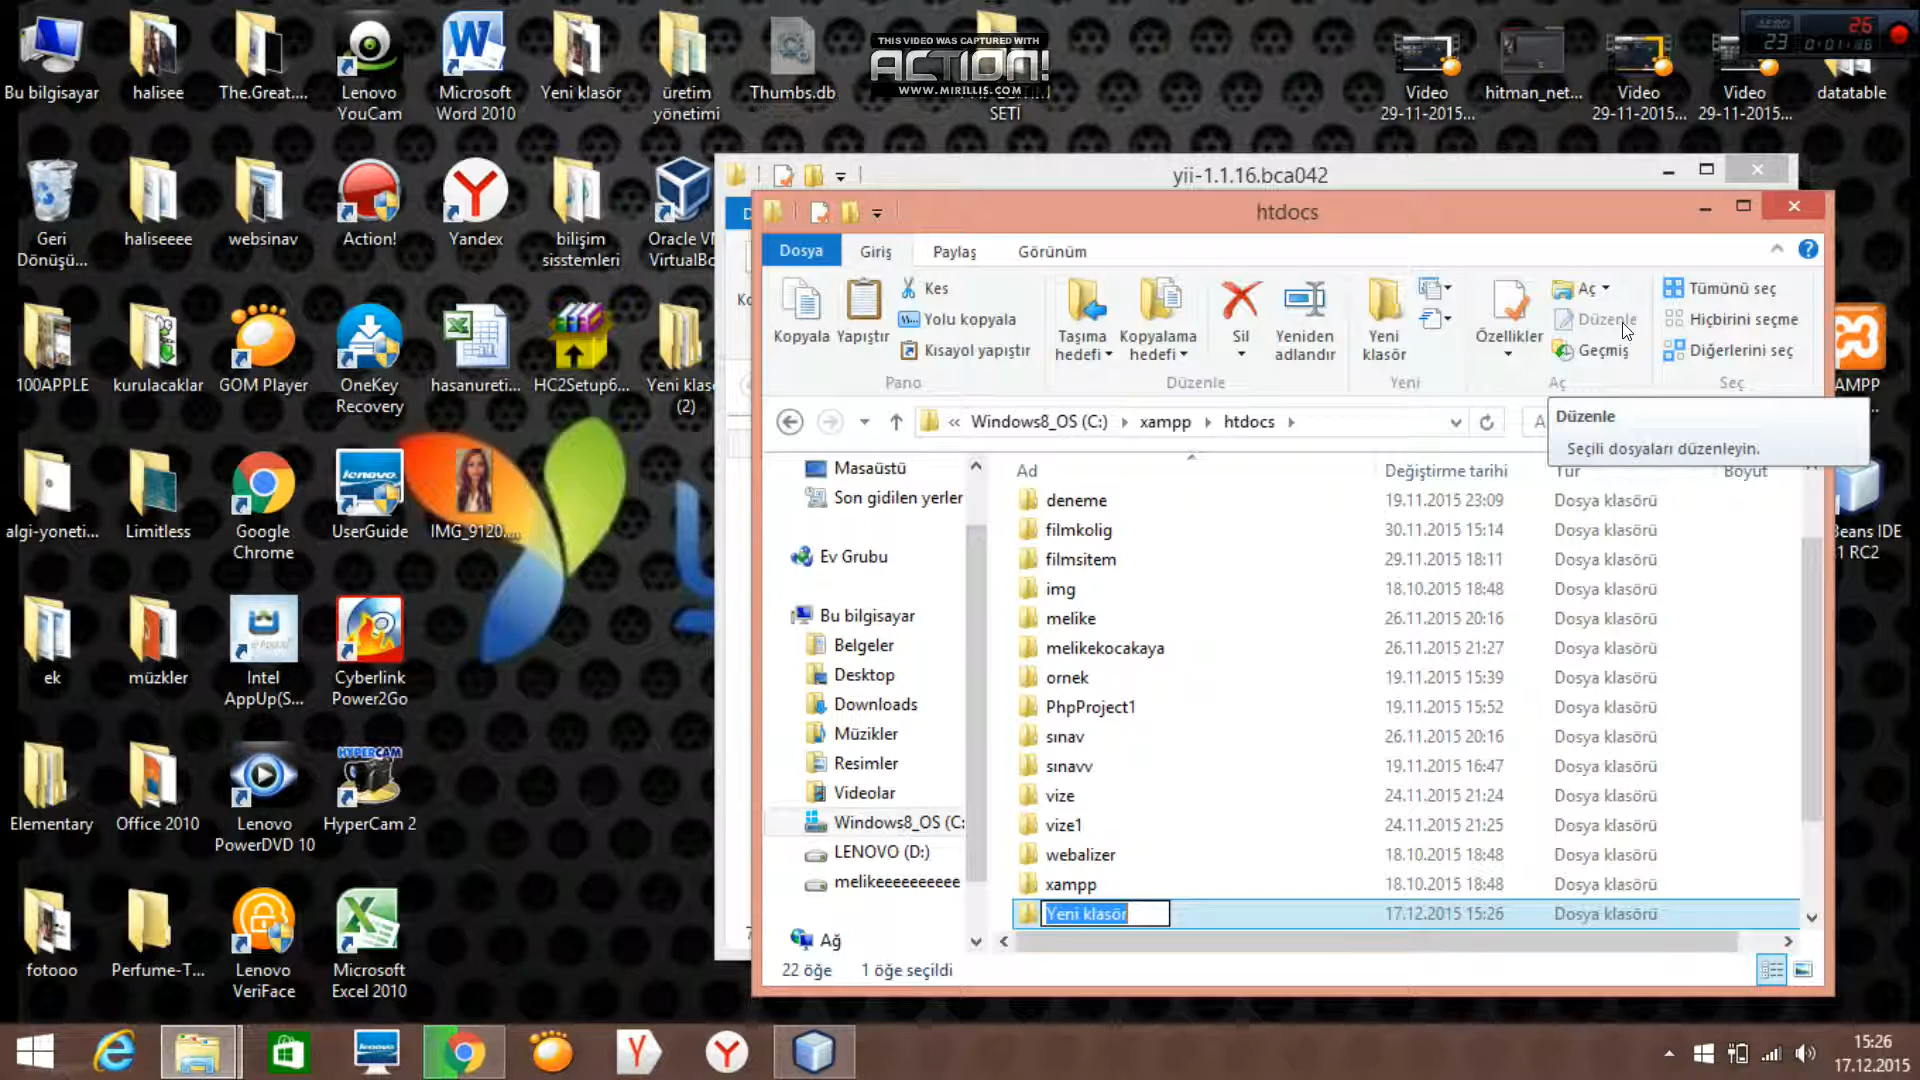 THIS VIDEO WAS CAPTURED WITH
ACTION!
WWW.MIRILLIS.COM
SETİ
26
23
0:01:
Bu bilgisayar
halisee
The.Great....
Lenovo
YouCam
Microsoft
Word 2010
Yeni klasör
üretim
yönetimi
Thumbs.db
Video
29-11-2015...
hitman_net...
Video
29-11-2015...
Video
29-11-2015...
datatable
Geri
Dönüşü...
haliseeee
websinav
Action!
Yandex
bilişim
sisstemleri
Oracle VM
VirtualBo
100APPLE
kurulacaklar
GOM Player
OneKey
Recovery
hasanureti...
HC2Setup6...
Yeni klasö
(2)
AMPP
algi-yoneti...
Limitless
Google
Chrome
UserGuide
IMG_9120....
Beans IDE
1 RC2
ek
müzkler
Intel
AppUp(S...
Cyberlink
Power2Go
Elementary
Office 2010
Lenovo
PowerDVD 10
HYPERCAM
HyperCam 2
fotooo
Perfume-T...
Lenovo
VeriFace
Microsoft
Excel 2010
yii-1.1.16.bca042
htdocs
Dosya
Giriş
Paylaş
Görünüm
Kopyala
Yapıştır
Kes
Yolu kopyala
Kısayol yapıştır
Pano
Taşıma
hedefi
Kopyalama
hedefi
Sil
Yeniden
adlandır
Düzenle
Yeni
klasör
Yeni
Özellikler
Aç
Düzenle
Geçmiş
Aç
Tümünü seç
Hiçbirini seçme
Diğerlerini seç
Seç
« Windows8_OS (C:) xampp htdocs
Düzenle
Seçili dosyaları düzenleyin.
Masaüstü
Son gidilen yerler
Ev Grubu
Bu bilgisayar
Belgeler
Desktop
Downloads
Müzikler
Resimler
Videolar
Windows8_OS (C:
LENOVO (D:)
melikeeeeeeeeee
Ağ
Ad Değiştirme tarihi Tür Boyut
deneme 19.11.2015 23:09 Dosya klasörü
filmkolig 30.11.2015 15:14 Dosya klasörü
filmsitem 29.11.2015 18:11 Dosya klasörü
img 18.10.2015 18:48 Dosya klasörü
melike 26.11.2015 20:16 Dosya klasörü
melikekocakaya 26.11.2015 21:27 Dosya klasörü
ornek 19.11.2015 15:39 Dosya klasörü
PhpProject1 19.11.2015 15:52 Dosya klasörü
sınav 26.11.2015 20:16 Dosya klasörü
sınavv 19.11.2015 16:47 Dosya klasörü
vize 24.11.2015 21:24 Dosya klasörü
vize1 24.11.2015 21:25 Dosya klasörü
webalizer 18.10.2015 18:48 Dosya klasörü
xampp 18.10.2015 18:48 Dosya klasörü
Yeni klasör 17.12.2015 15:26 Dosya klasörü
22 öğe 1 öğe seçildi
15:26
17.12.2015